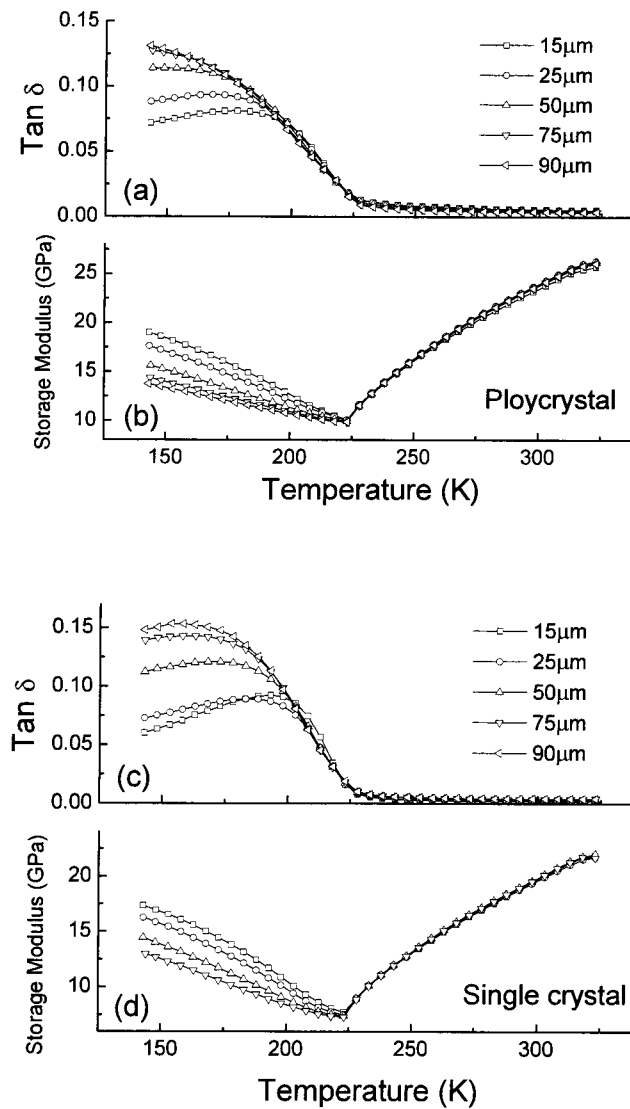 0.15
0.10
0.05
0.00
Tan δ
15μm
25μm
50μm
75μm
90μm
(a)
25
20
15
10
Storage Modulus (GPa)
(b)
Ploycrystal
150 200 250 300
Temperature (K)
0.15
0.10
0.05
0.00
Tan δ
15μm
25μm
50μm
75μm
90μm
(c)
20
15
10
Storage Modulus (GPa)
(d)
Single crystal
150 200 250 300
Temperature (K)